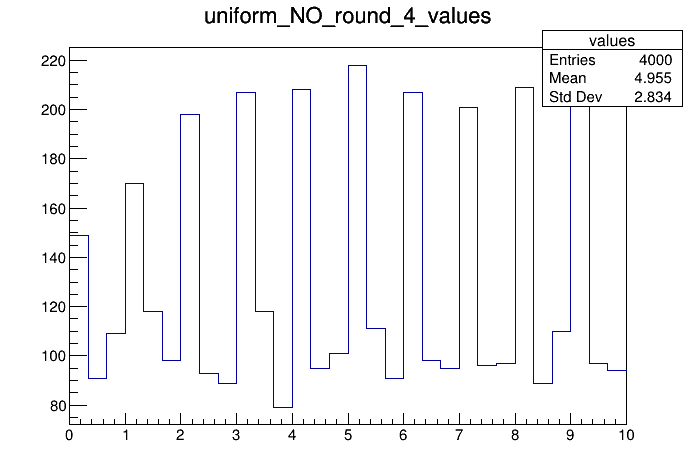 uniform_NO_round_4_values
values
Entries 4000
Mean 4.955
Std Dev 2.834
220
200
180
160
140
120
100
80
0 1 2 3 4 5 6 7 8 9 10